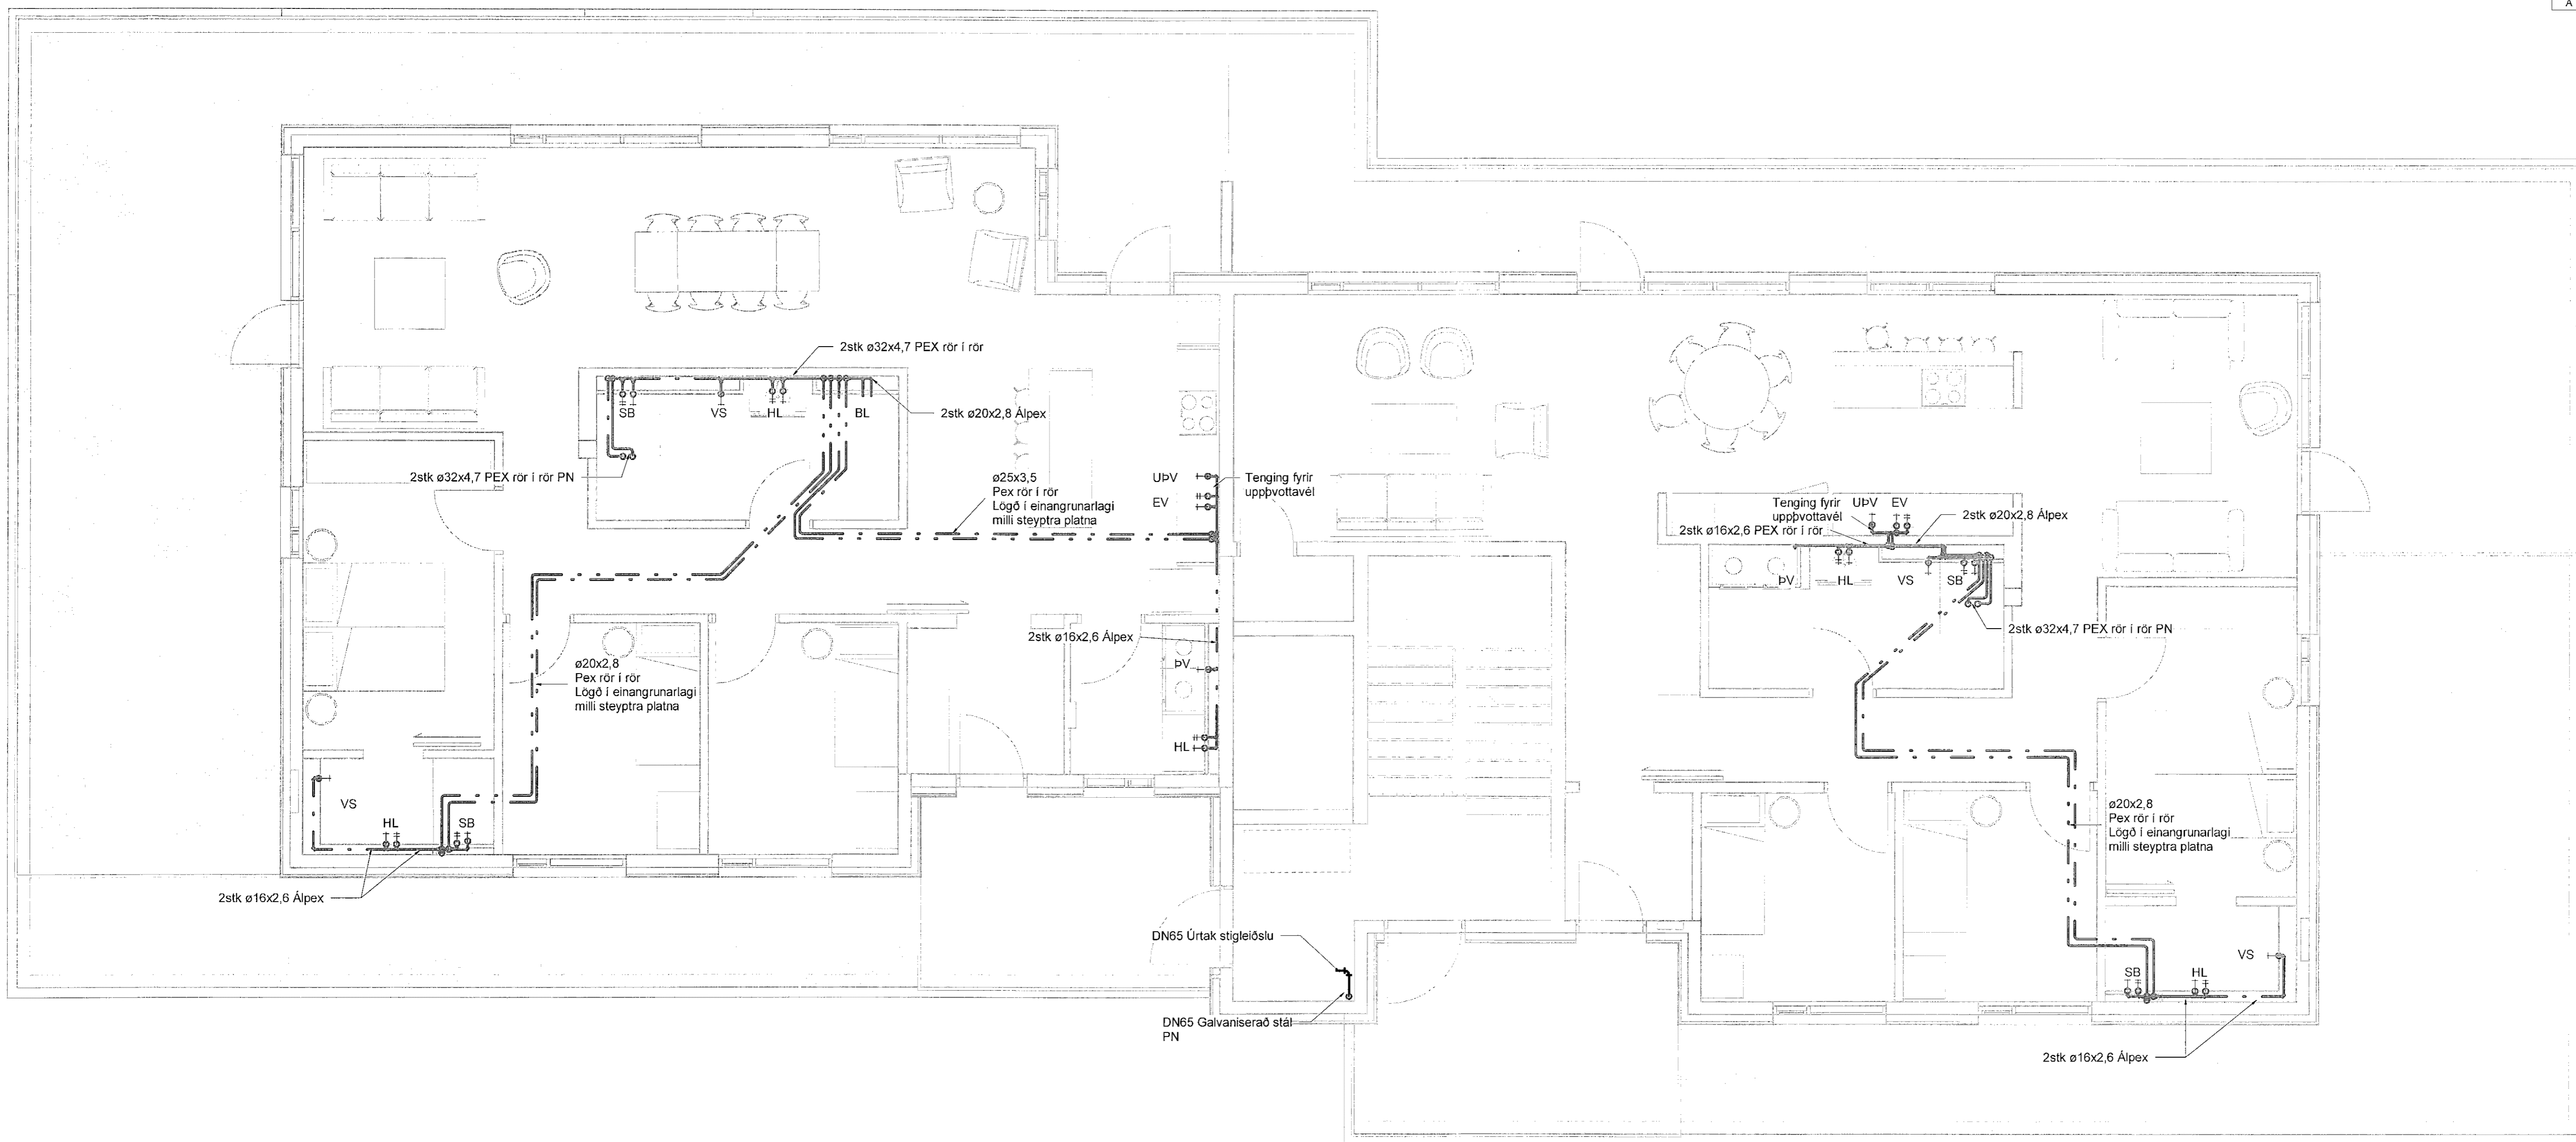 A
2stk ø32x4,7 PEX rör í rör
SB
VS
HL
BL
2stk ø20x2,8 Álpex
2stk ø32x4,7 PEX rör í rör PN
ø25x3,5
Pex rör í rör
Lögð í einangrunarlagi
milli steyptra platna
UÞV
EV
Tenging fyrir
uppþvottavél
2stk ø16x2,6 Álpex
ÞV
HL
ø20x2,8
Pex rör í rör
Lögð í einangrunarlagi
milli steyptra platna
VS
HL
SB
2stk ø16x2,6 Álpex
DN65 Úrtak stigleiðslu
DN65 Galvaniserað stál
PN
Tenging fyrir
uppþvottavél
UÞV
EV
2stk ø20x2,8 Álpex
2stk ø16x2,6 PEX rör í rör
ÞV
HL
VS
SB
2stk ø32x4,7 PEX rör í rör PN
ø20x2,8
Pex rör í rör
Lögð í einangrunarlagi
milli steyptra platna
VS
SB
HL
2stk ø16x2,6 Álpex